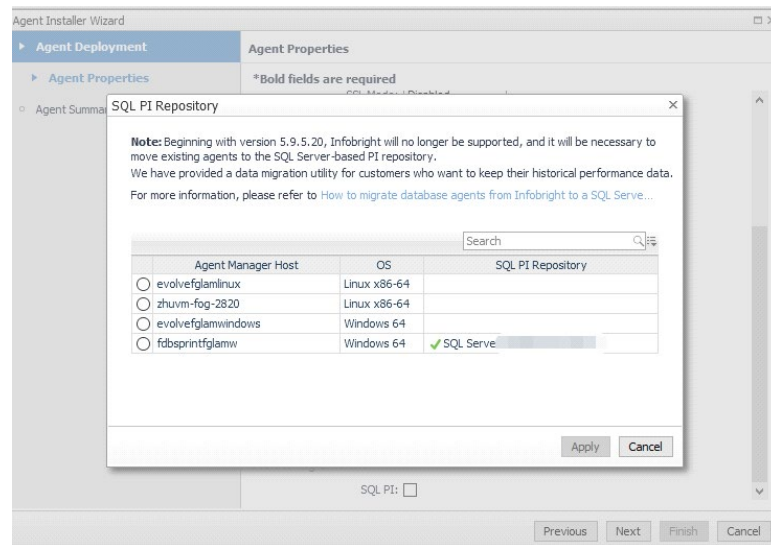 Agent Installer Wizard
Agent Deployment
Agent Properties
Agent Properties
*Bold fields are required
Agent Summa
SQL PI Repository
Note: Beginning with version 5.9.5.20, Infobright will no longer be supported, and it will be necessary to
move existing agents to the SQL Server-based PI repository.
We have provided a data migration utility for customers who want to keep their historical performance data.
For more information, please refer to How to migrate database agents from Infobright to a SQL Serve...
Search
Agent Manager Host OS SQL PI Repository
evolvefglamlinux Linux x86-64
zhuvm-fog-2820 Linux x86-64
evolvefglamwindows Windows 64
fdbsprintfglamw Windows 64 SQL Serve
Apply Cancel
SQL PI:
Previous Next Finish Cancel